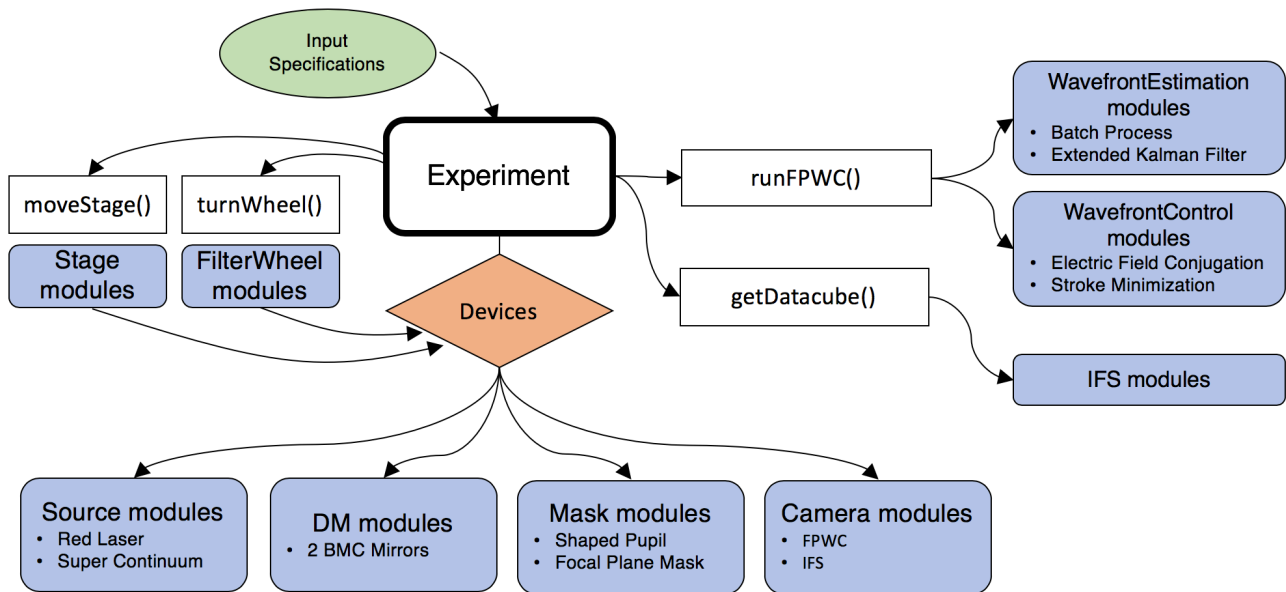 Input
Specifications
Experiment
moveStage()
turnWheel()
Stage
modules
FilterWheel
modules
Devices
runFPWC()
getDatacube()
WavefrontEstimation
modules
• Batch Process
• Extended Kalman Filter
WavefrontControl
modules
• Electric Field Conjugation
• Stroke Minimization
IFS modules
Source modules
• Red Laser
• Super Continuum
DM modules
• 2 BMC Mirrors
Mask modules
• Shaped Pupil
• Focal Plane Mask
Camera modules
• FPWC
• IFS